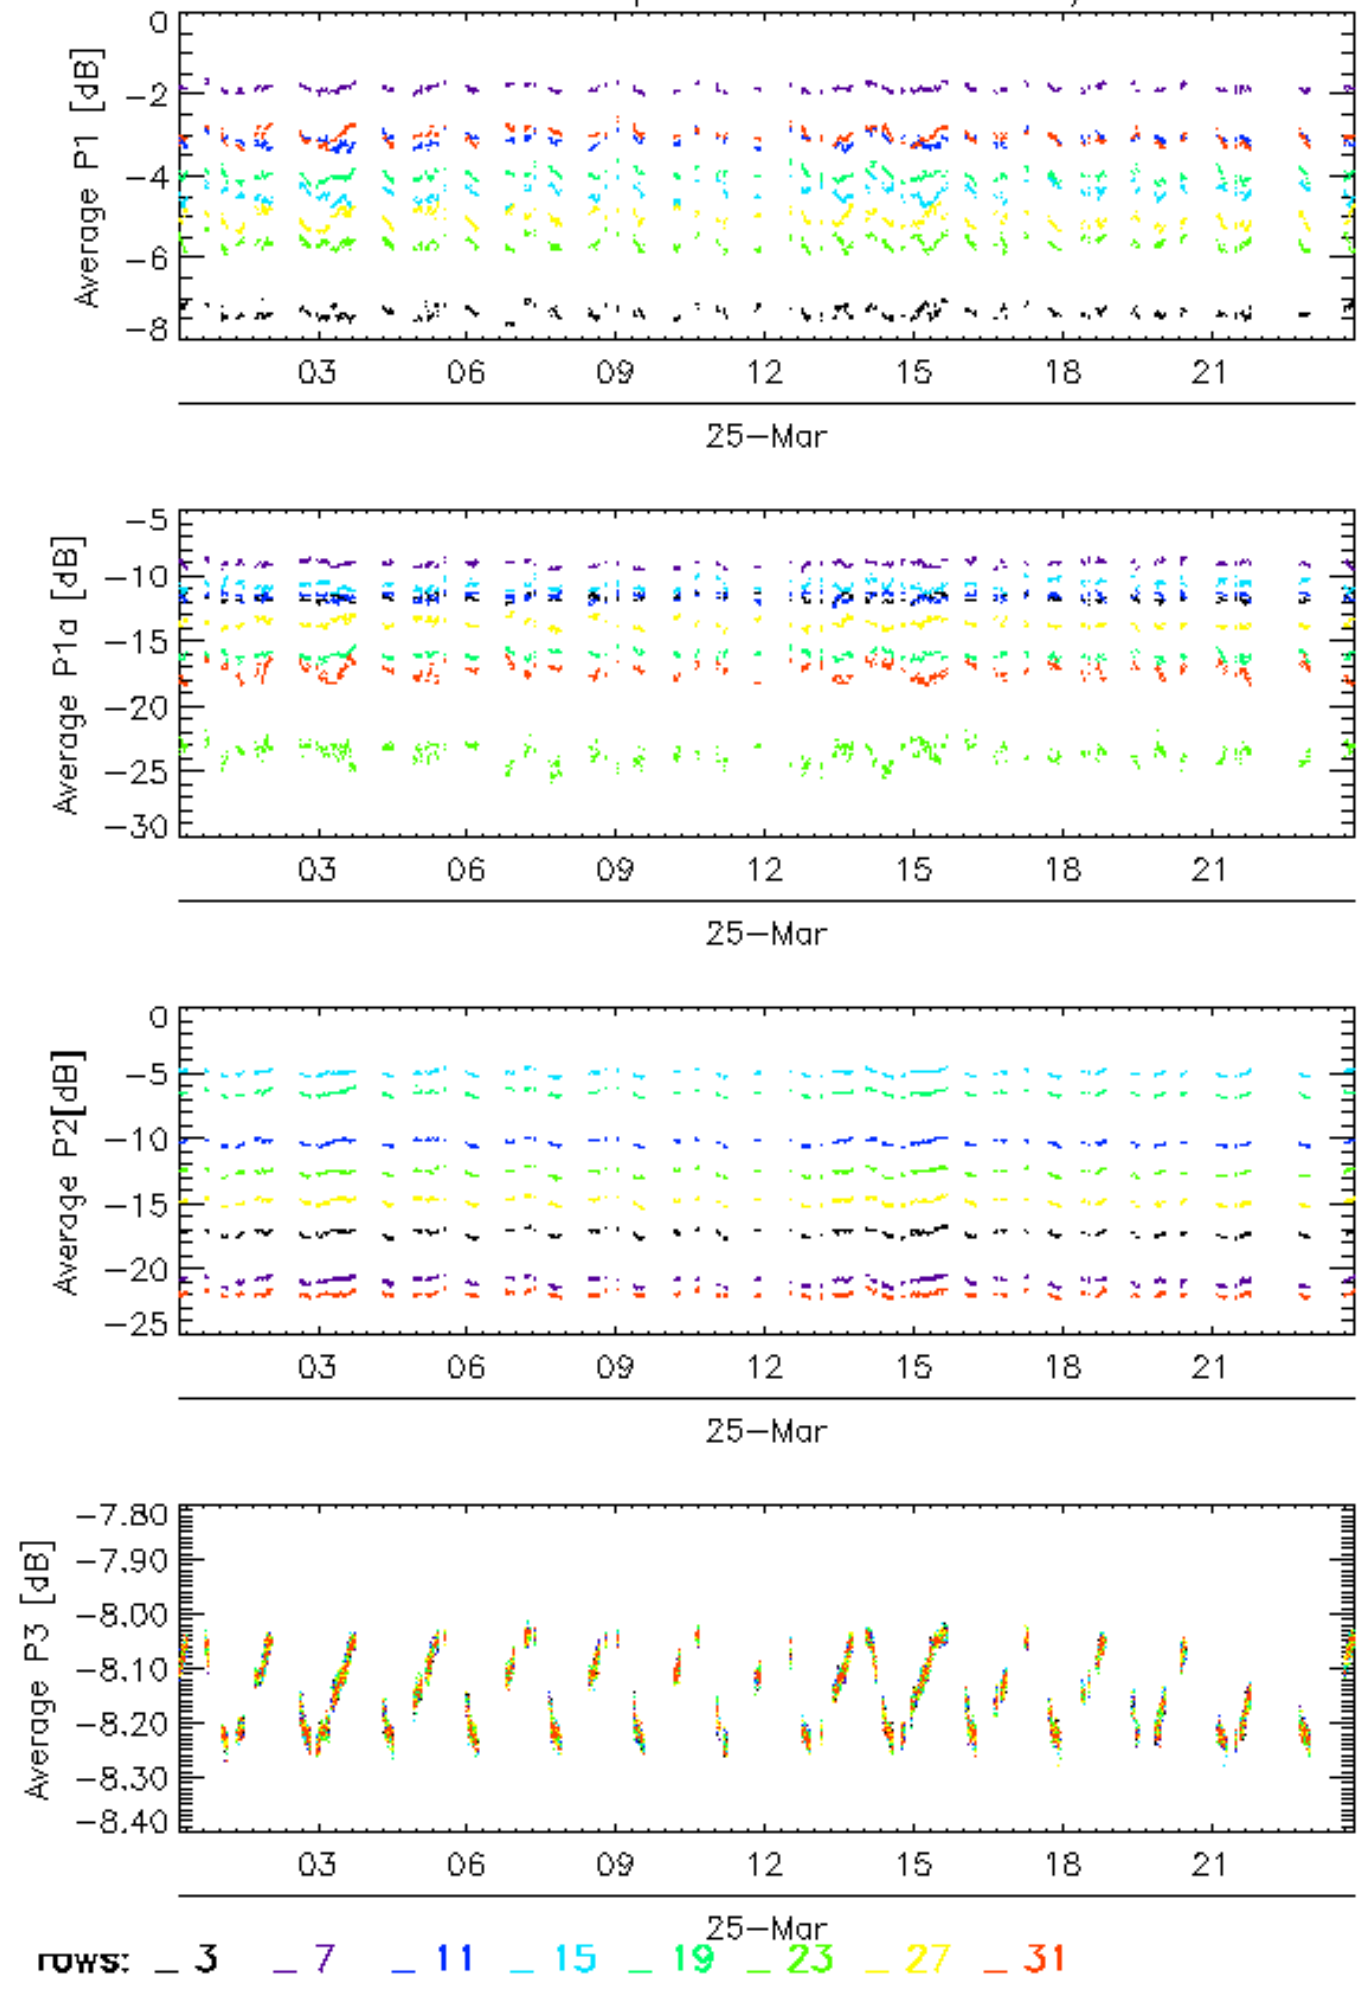 0
-2
-4
-6
-8
Average P1 [dB]
03 06 09 12 15 18 21
25-Mar
-5
-10
-15
-20
-25
-30
Average P1a [dB]
03 06 09 12 15 18 21
25-Mar
0
-5
-10
-15
-20
-25
Average P2[dB]
03 06 09 12 15 18 21
25-Mar
-7.80
-7.90
-8.00
-8.10
-8.20
-8.30
-8.40
Average P3 [dB]
03 06 09 12 15 18 21
25-Mar
rows: _ 3 _ 7 _ 11 _ 15 _ 19 _ 23 _ 27 _ 31